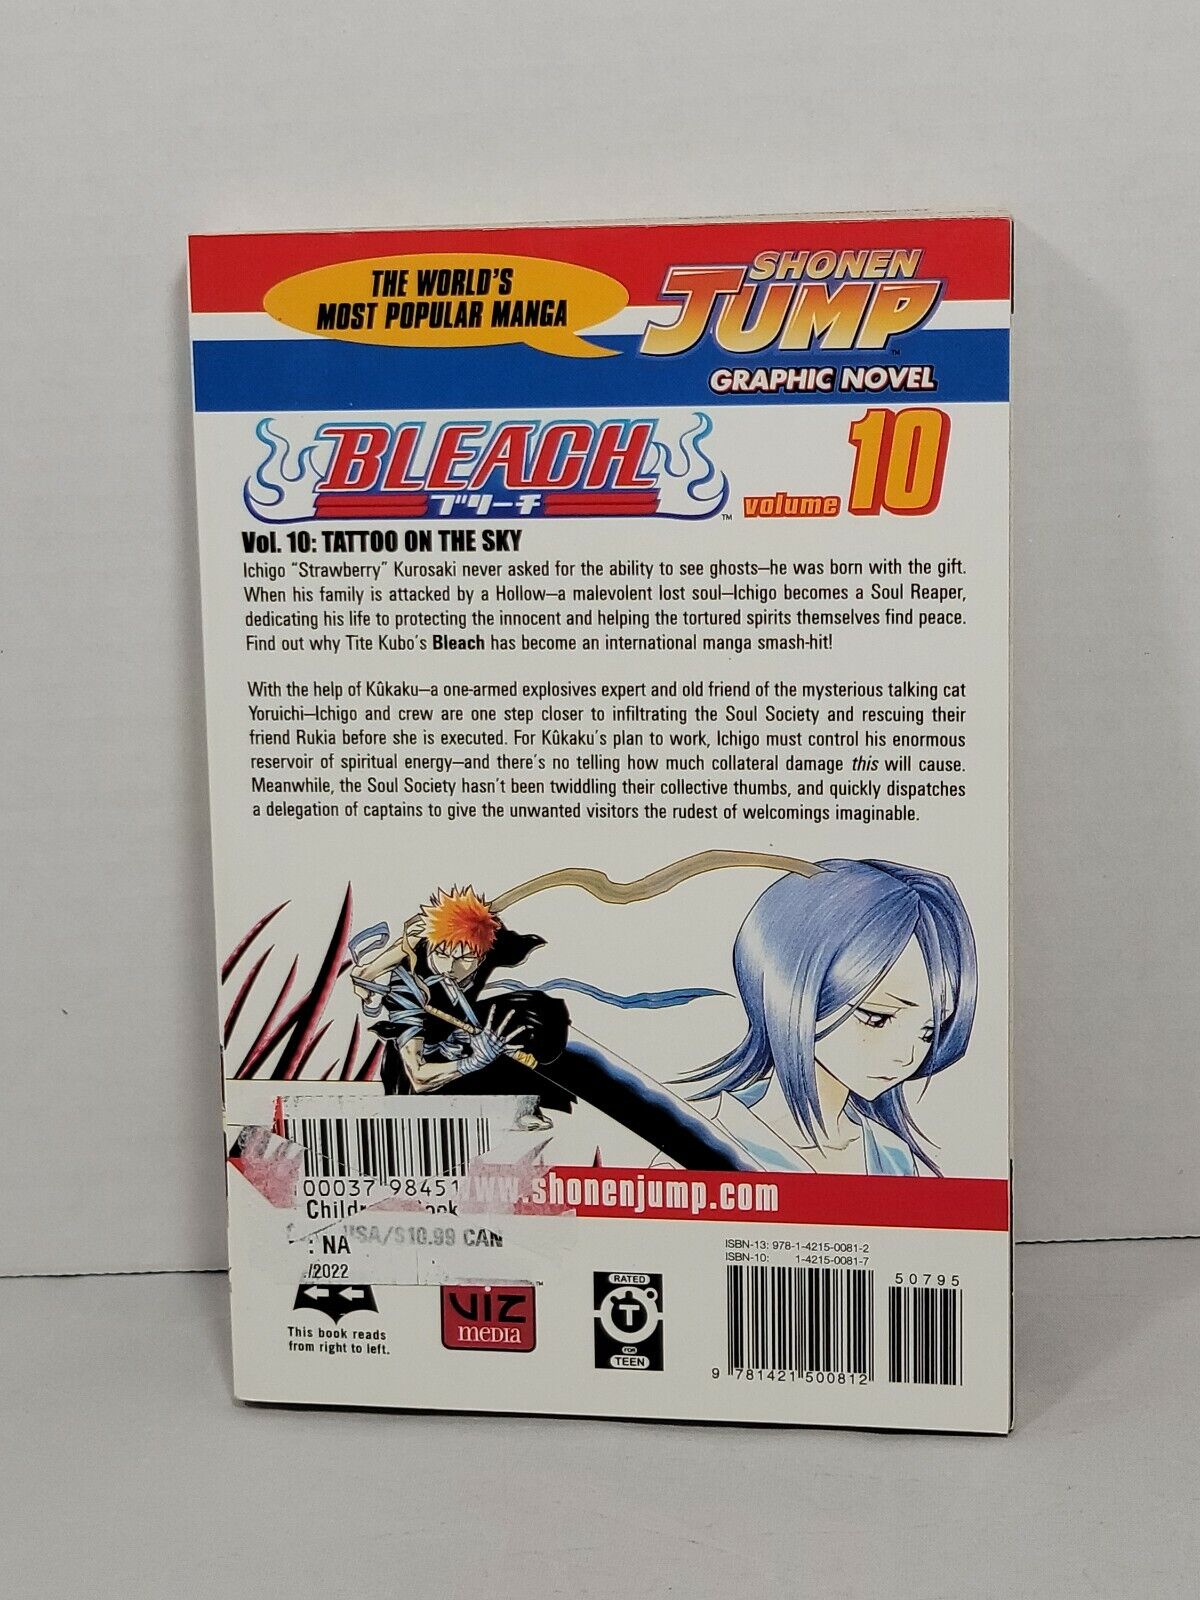 THE WORLD'S
MOST POPULAR MANGA
SHONEN
JUMP
™
GRAPHIC NOVEL
BLEACH
ブリーチ
™
volume 10
Vol. 10: TATTOO ON THE SKY
Ichigo "Strawberry" Kurosaki never asked for the ability to see ghosts—he was born with the gift.
When his family is attacked by a Hollow—a malevolent lost soul—Ichigo becomes a Soul Reaper,
dedicating his life to protecting the innocent and helping the tortured spirits themselves find peace.
Find out why Tite Kubo's Bleach has become an international manga smash-hit!
With the help of Kûkaku—a one-armed explosives expert and old friend of the mysterious talking cat
Yoruichi—Ichigo and crew are one step closer to infiltrating the Soul Society and rescuing their
friend Rukia before she is executed. For Kûkaku's plan to work, Ichigo must control his enormous
reservoir of spiritual energy—and there's no telling how much collateral damage this will cause.
Meanwhile, the Soul Society hasn't been twiddling their collective thumbs, and quickly dispatches
a delegation of captains to give the unwanted visitors the rudest of welcomings imaginable.
00037 98451
www.shonenjump.com
USA/$10.99 CAN
: NA
/2022
This book reads
from right to left.
™
VIZ
MEDIA
RATED
T
FOR
TEEN
ISBN-13: 978-1-4215-0081-2
ISBN-10: 1-4215-0081-7
50795
9 781421 500812